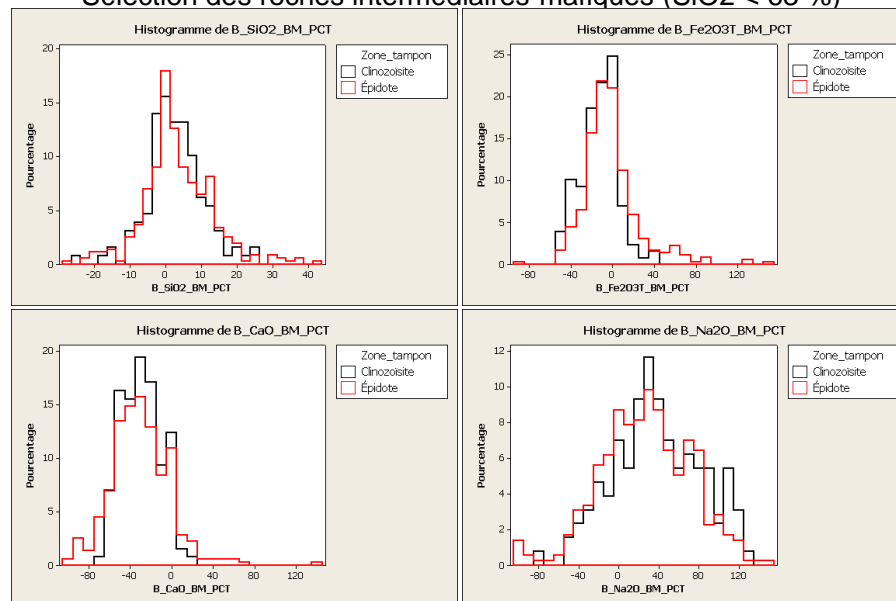 Histogramme de B_SiO2_BM_PCT
Zone_tampon
Clinozoïsite
Épidote
Pourcentage
20
15
10
5
0
-20 -10 0 10 20 30 40
B_SiO2_BM_PCT
Histogramme de B_Fe2O3T_BM_PCT
Zone_tampon
Clinozoïsite
Épidote
Pourcentage
25
20
15
10
5
0
-80 -40 0 40 80 120
B_Fe2O3T_BM_PCT
Histogramme de B_CaO_BM_PCT
Zone_tampon
Clinozoïsite
Épidote
Pourcentage
20
15
10
5
0
-80 -40 0 40 80 120
B_CaO_BM_PCT
Histogramme de B_Na2O_BM_PCT
Zone_tampon
Clinozoïsite
Épidote
Pourcentage
12
10
8
6
4
2
0
-80 -40 0 40 80 120
B_Na2O_BM_PCT